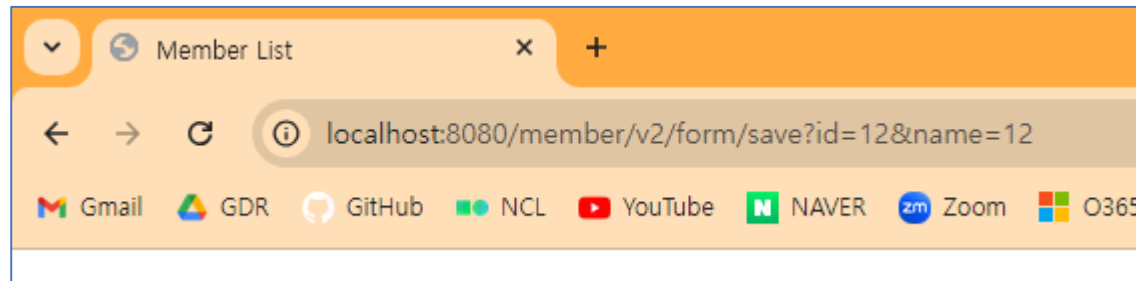 Member List
localhost:8080/member/v2/form/save?id=12&name=12
Gmail GDR GitHub NCL YouTube N NAVER zm Zoom O365